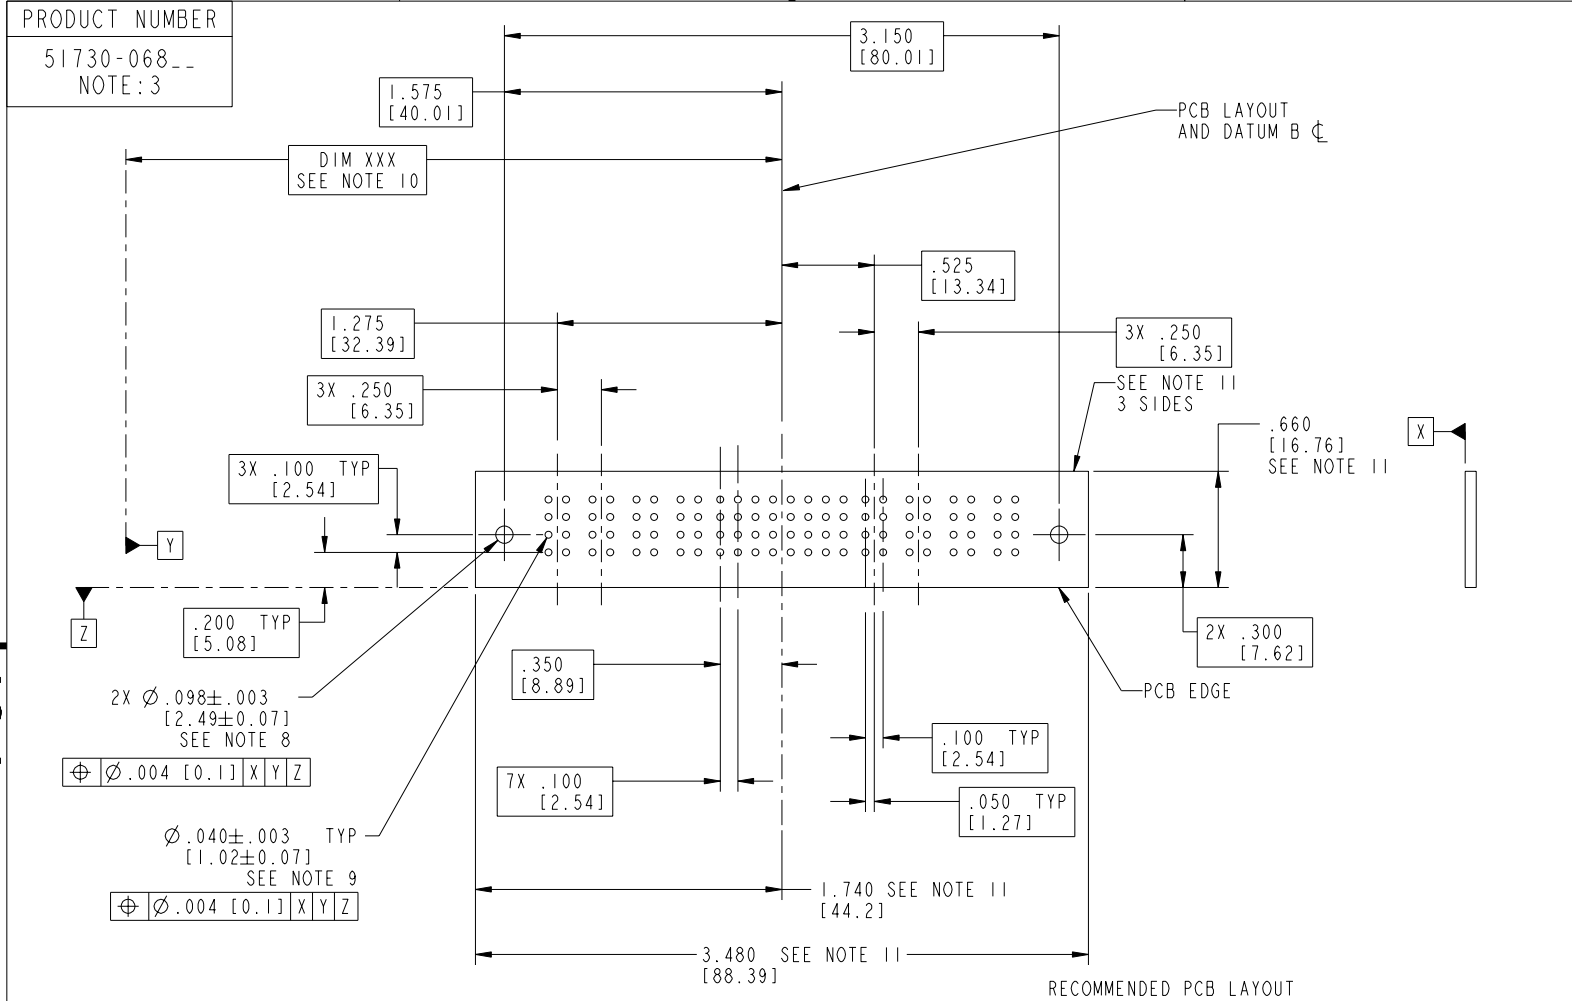 PRODUCT NUMBER
51730-068__
NOTE:3
3.150
[80.01]
1.575
[40.01]
PCB LAYOUT
AND DATUM B ℄
DIM XXX
SEE NOTE 10
.525
[13.34]
1.275
[32.39]
3X .250
[6.35]
3X .250
[6.35]
SEE NOTE 11
3 SIDES
.660
[16.76]
SEE NOTE 11
X
3X .100 TYP
[2.54]
Y
Z
.200 TYP
[5.08]
2X .300
[7.62]
.350
[8.89]
PCB EDGE
2X Ø.098±.003
[2.49±0.07]
SEE NOTE 8
⌖ Ø.004 [0.1] X Y Z
.100 TYP
[2.54]
7X .100
[2.54]
.050 TYP
[1.27]
Ø.040±.003 TYP
[1.02±0.07]
SEE NOTE 9
⌖ Ø.004 [0.1] X Y Z
1.740 SEE NOTE 11
[44.2]
3.480 SEE NOTE 11
[88.39]
RECOMMENDED PCB LAYOUT